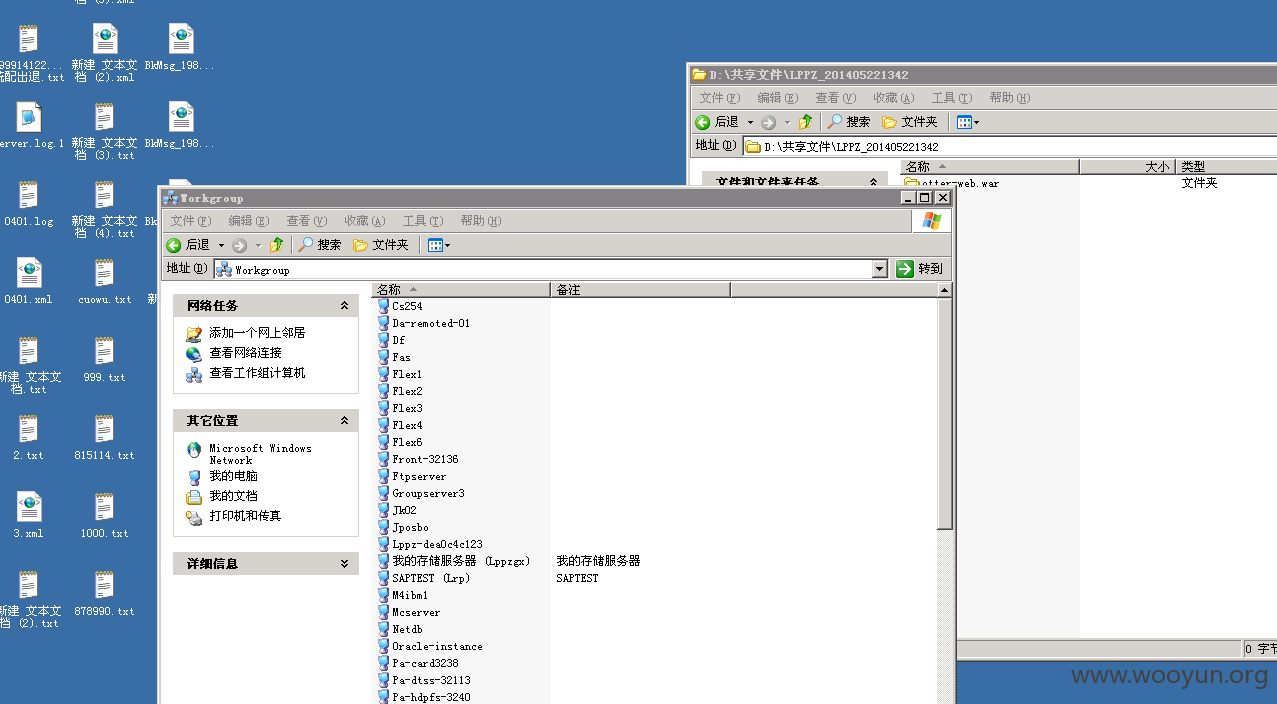 档 (3).xml
99914122...
统配出退.txt
新建 文本文
档 (2).xml
BkMsg_198...
erver.log.1
新建 文本文
档 (3).txt
BkMsg_198...
0401.log
新建 文本文
档 (4).txt
Bk
0401.xml
cuowu.txt
新
新建 文本文
档.txt
999.txt
2.txt
815114.txt
3.xml
1000.txt
新建 文本文
档 (2).txt
878990.txt
D:\共享文件\LPPZ_201405221342
文件(F) 编辑(E) 查看(V) 收藏(A) 工具(T) 帮助(H)
后退 搜索 文件夹
地址(D) D:\共享文件\LPPZ_201405221342
文件和文件夹任务
名称 大小 类型
otter-web.war 文件夹
0 字节
Workgroup
文件(F) 编辑(E) 查看(V) 收藏(A) 工具(T) 帮助(H)
后退 搜索 文件夹
地址(D) Workgroup 转到
网络任务
添加一个网上邻居
查看网络连接
查看工作组计算机
其它位置
Microsoft Windows
Network
我的电脑
我的文档
打印机和传真
详细信息
名称 备注
Cs254
Da-remoted-01
Df
Fas
Flex1
Flex2
Flex3
Flex4
Flex6
Front-32136
Ftpserver
Groupserver3
Jk02
Jposbo
Lppz-dea0c4c123
我的存储服务器 (Lppzgx) 我的存储服务器
SAPTEST (Lrp) SAPTEST
M4ibm1
Mcserver
Netdb
Oracle-instance
Pa-card3238
Pa-dtss-32113
Pa-hdpfs-3240
www.wooyun.org